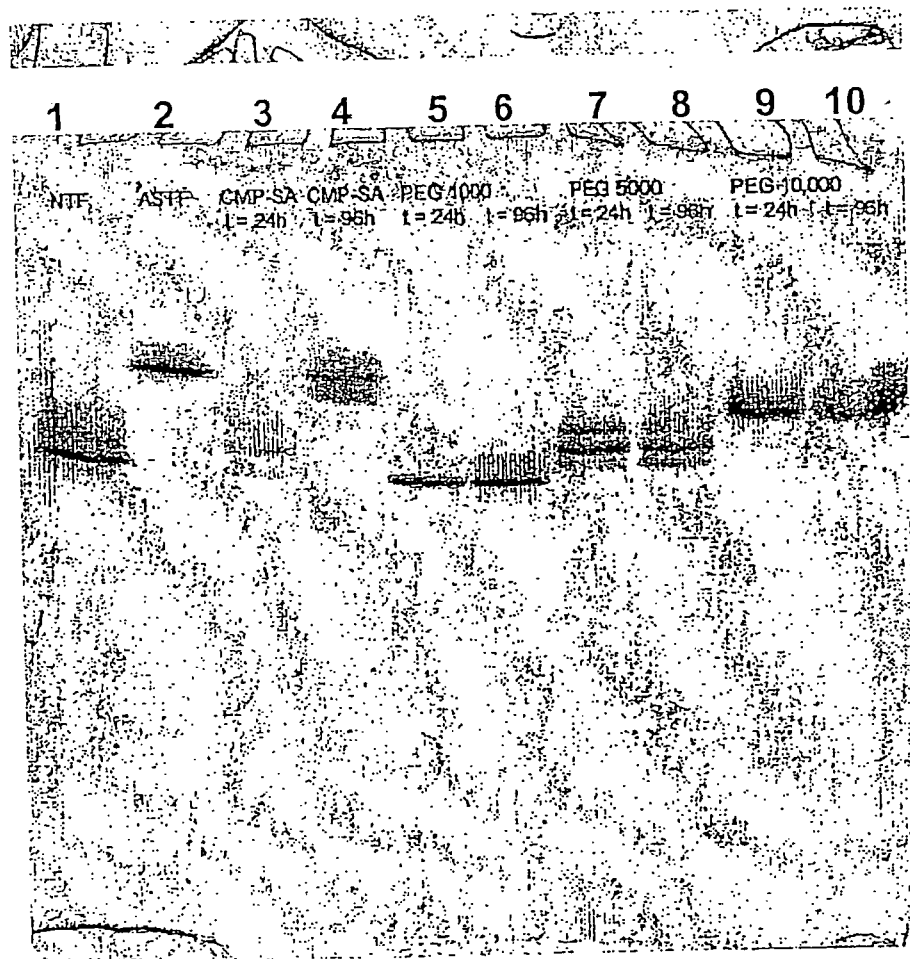 1 2 3 4 5 6 7 8 9 10
NTF ASTF CMP-SA CMP-SA PEG 1000 PEG 5000 PEG-10,000
t = 24h t = 96h t = 24h t = 96h t = 24h t = 96h t = 24h t = 96h